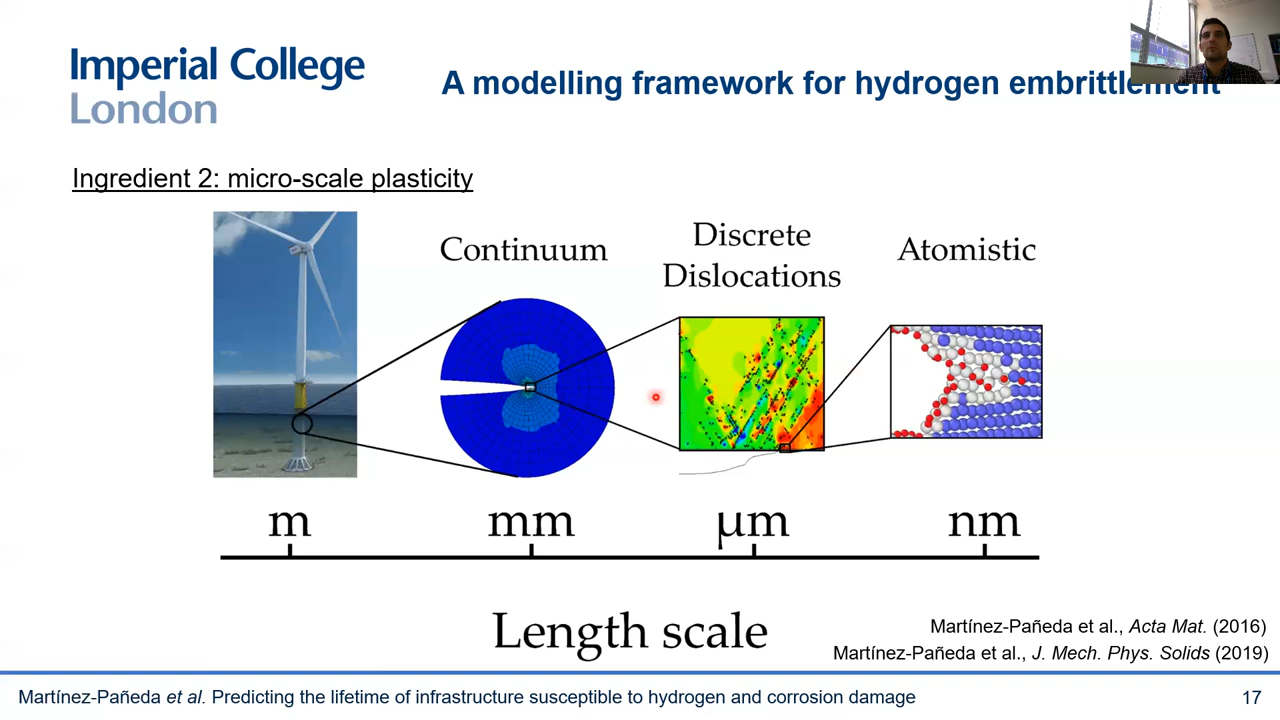 Imperial College
London
A modelling framework for hydrogen embrittlement
Ingredient 2: micro-scale plasticity
Continuum
Discrete
Dislocations
Atomistic
m
mm
μm
nm
Length scale
Martínez-Pañeda et al., Acta Mat. (2016)
Martínez-Pañeda et al., J. Mech. Phys. Solids (2019)
Martínez-Pañeda et al. Predicting the lifetime of infrastructure susceptible to hydrogen and corrosion damage
17